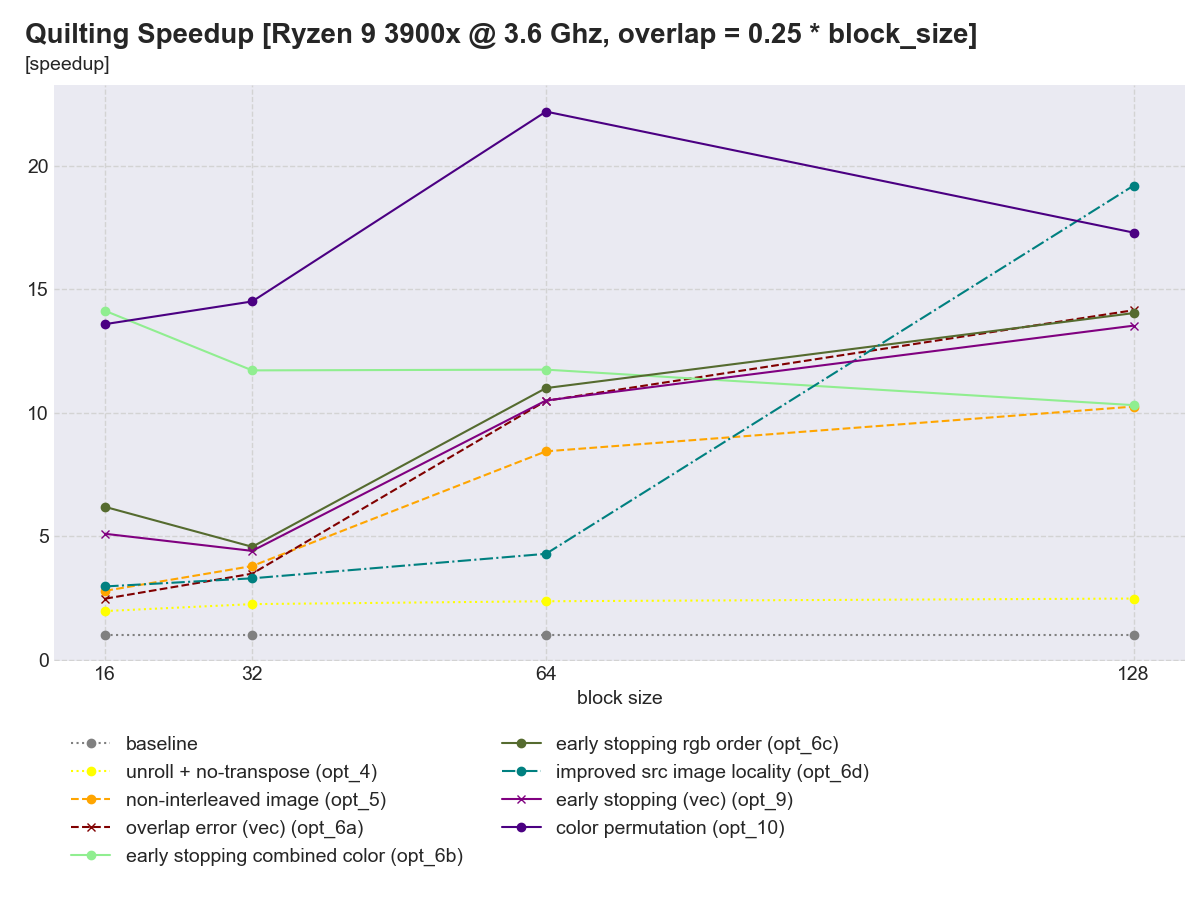 Quilting Speedup [Ryzen 9 3900x @ 3.6 Ghz, overlap = 0.25 * block_size]
[speedup]
20
15
10
5
0
16 32 64 128
block size
baseline
unroll + no-transpose (opt_4)
non-interleaved image (opt_5)
overlap error (vec) (opt_6a)
early stopping combined color (opt_6b)
early stopping rgb order (opt_6c)
improved src image locality (opt_6d)
early stopping (vec) (opt_9)
color permutation (opt_10)